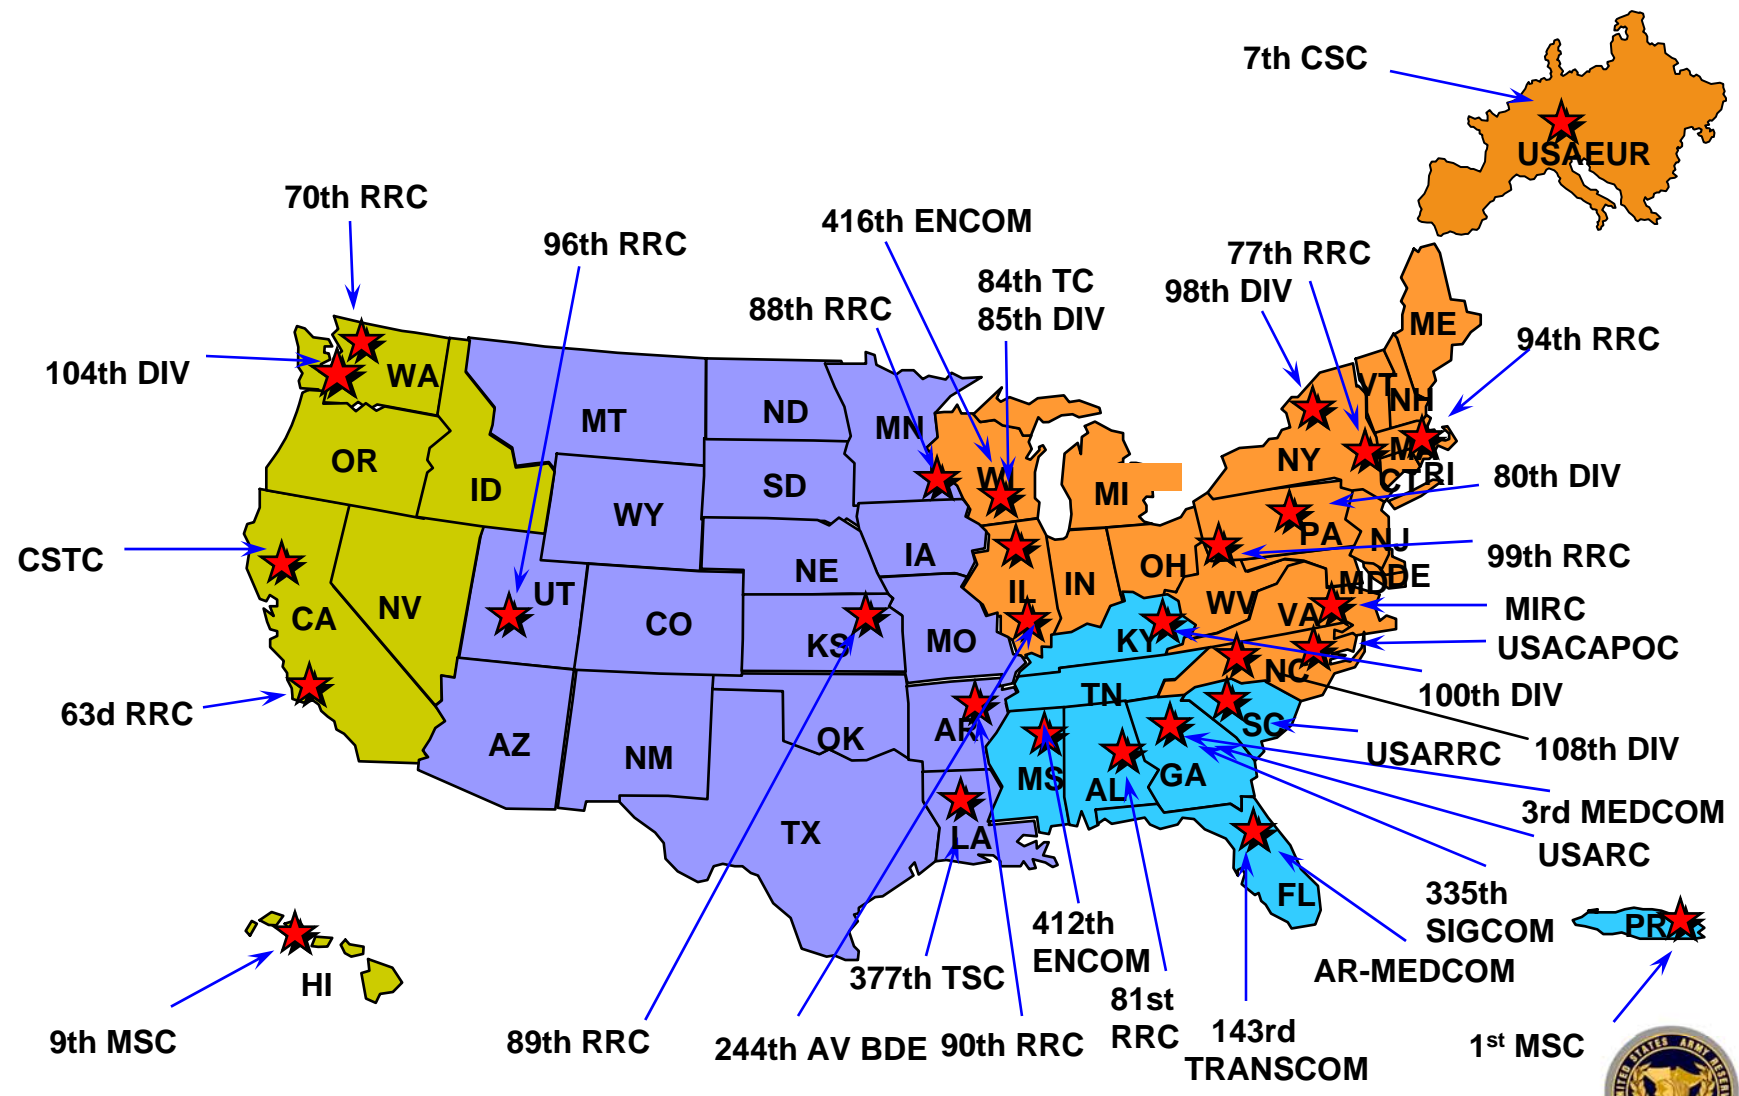 7th CSC
USAEUR
70th RRC
96th RRC
416th ENCOM
77th RRC
98th DIV
84th TC
85th DIV
88th RRC
94th RRC
104th DIV
WA
MT
ND
MN
ME
VT
NH
MA
CT
RI
NY
WI
MI
OR
ID
SD
WY
80th DIV
PA
NJ
CSTC
IA
NE
IL
IN
OH
MD
DE
99th RRC
CA
NV
UT
CO
KS
MO
KY
WV
VA
MIRC
USACAPOC
NC
TN
100th DIV
63d RRC
AZ
NM
OK
AR
SC
USARRC
108th DIV
MS
AL
GA
TX
LA
3rd MEDCOM
USARC
FL
335th
SIGCOM
PR
AR-MEDCOM
412th
ENCOM
377th TSC
HI
81st
RRC
9th MSC
89th RRC
244th AV BDE
90th RRC
143rd
TRANSCOM
1st MSC
UNITED STATES ARMY RESERVE